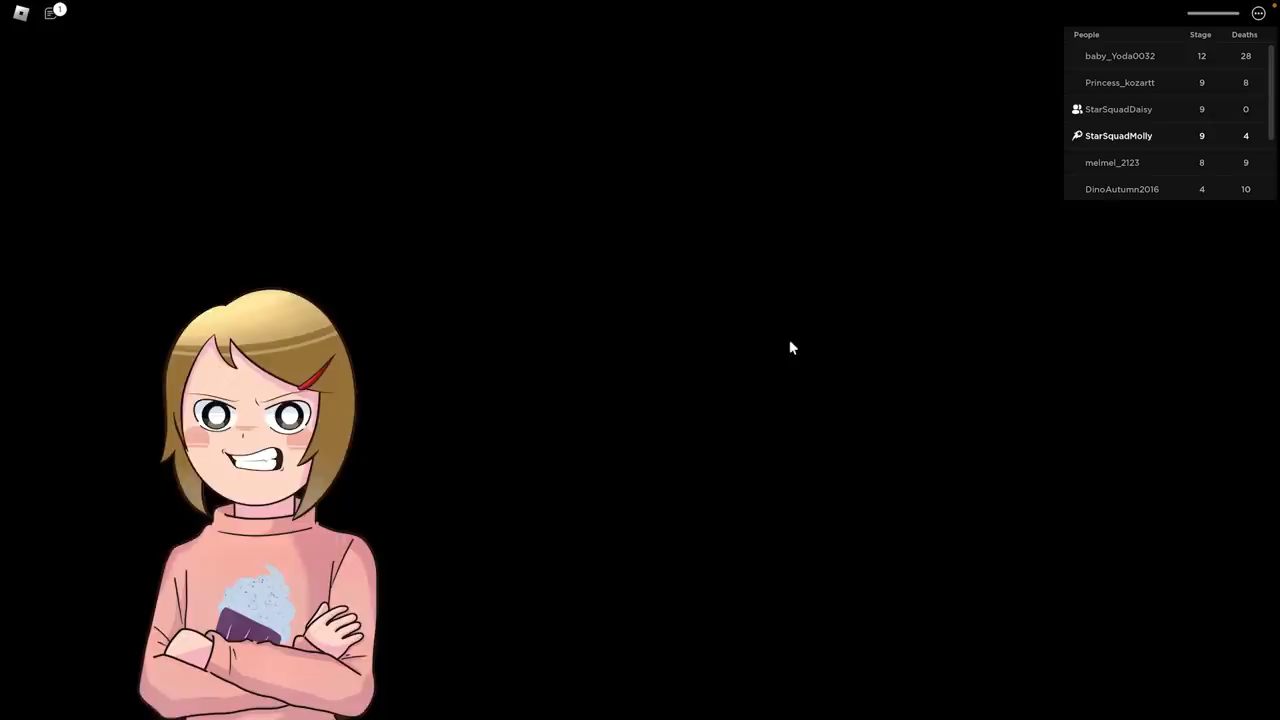 1
People Stage Deaths
baby_Yoda0032 12 28
Princess_kozartt 9 8
StarSquadDaisy 9 0
StarSquadMolly 9 4
melmel_2123 8 9
DinoAutumn2016 4 10